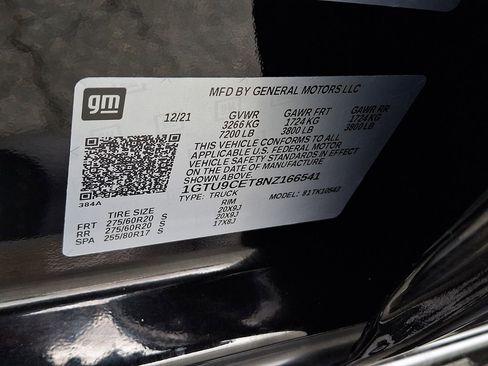 gm
MFD BY GENERAL MOTORS LLC
12/21 GVWR GAWR FRT GAWR RR
3266 KG 1724 KG 1724 KG
7200 LB 3800 LB 3800 LB
THIS VEHICLE CONFORMS TO ALL
APPLICABLE U.S. FEDERAL MOTOR
VEHICLE SAFETY STANDARDS IN EFFECT
ON THE DATE OF MANUFACTURE
SHOWN ABOVE.
1GTU9CET8NZ166541
384A
TYPE: TRUCK MODEL: 81TK10543
TIRE SIZE RIM
FRT 275/60R20 S 20X9J
RR 275/60R20 S 20X9J
SPA 255/80R17 S 17X8J